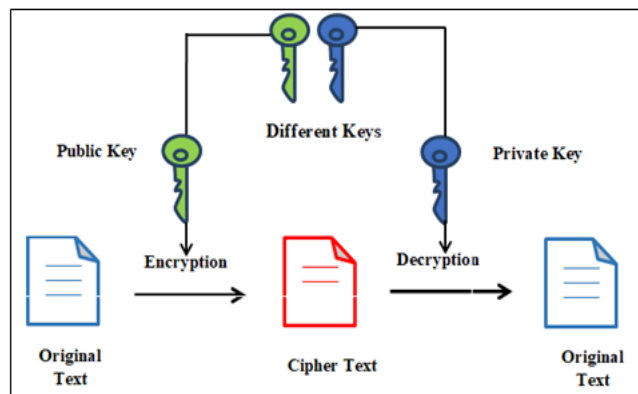 Different Keys
Public Key
Private Key
Encryption
Decryption
Original
Text
Cipher Text
Original
Text